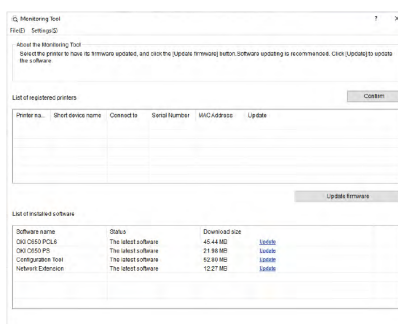 Monitoring Tool ?
File(F) Settings(S)
About the Monitoring Tool
Select the printer to have its firmware updated, and click the [Update firmware] button.Software updating is recommended. Click [Update] to update the software.
List of registered printers
Confirm
Printer na... Short device name Connect to Serial Number MAC Address Update
Update firmware
List of installed software
Software name Status Download size
OKI C650 PCL6 The latest software 45.44 MB Update
OKI C650 PS The latest software 21.98 MB Update
Configuration Tool The latest software 52.80 MB Update
Network Extension The latest software 12.27 MB Update